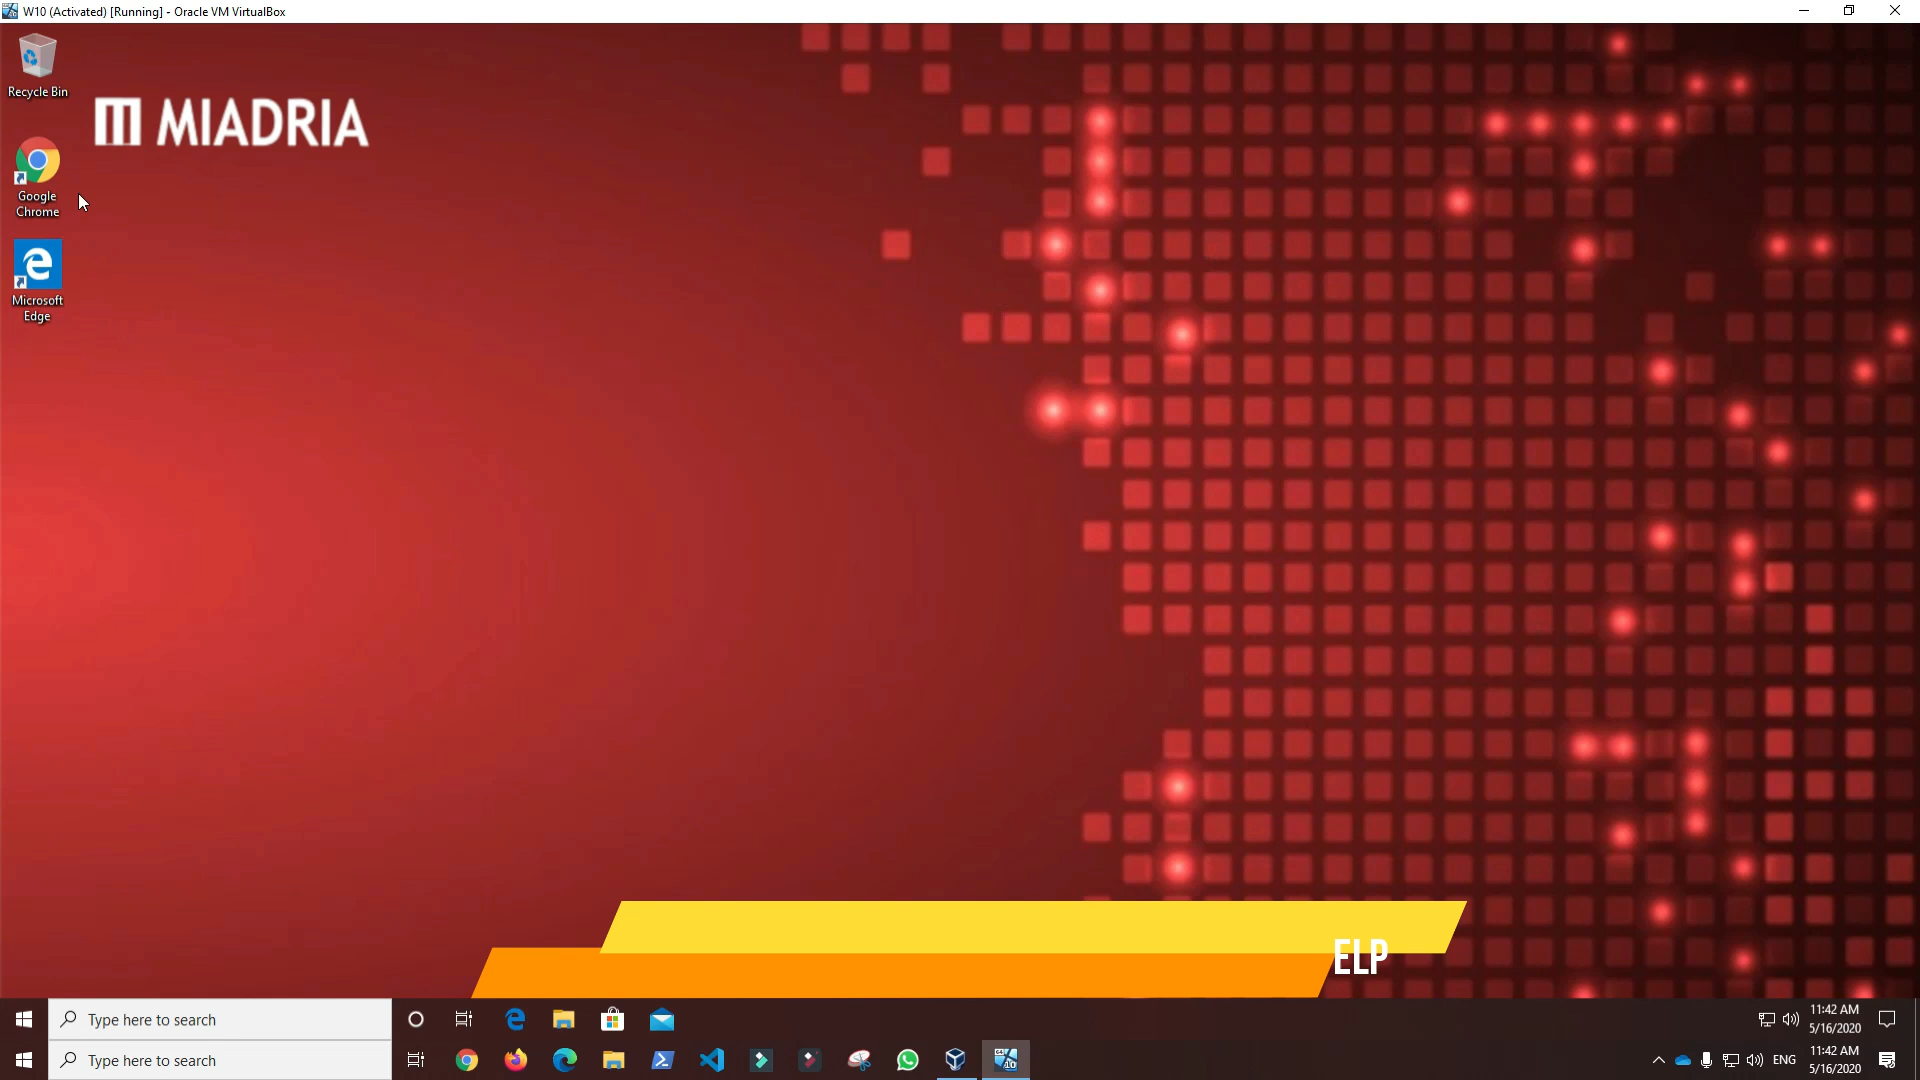 W10 (Activated) [Running] - Oracle VM VirtualBox
Recycle Bin
MIADRIA
Google
Chrome
Microsoft
Edge
ELP
Type here to search
11:42 AM
5/16/2020
Type here to search
ENG
11:42 AM
5/16/2020